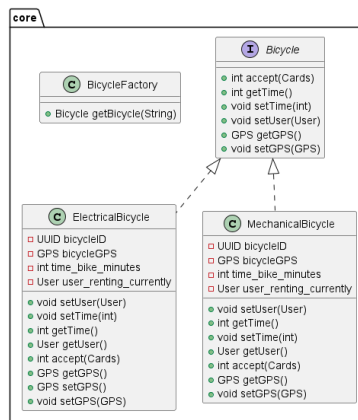 core
I Bicycle
int accept(Cards)
int getTime()
void setTime(int)
void setUser(User)
GPS getGPS()
void setGPS(GPS)
C BicycleFactory
Bicycle getBicycle(String)
C ElectricalBicycle
UUID bicycleID
GPS bicycleGPS
int time_bike_minutes
User user_renting_currently
void setUser(User)
void setTime(int)
int getTime()
User getUser()
int accept(Cards)
GPS getGPS()
GPS setGPS()
void setGPS(GPS)
C MechanicalBicycle
UUID bicycleID
GPS bicycleGPS
int time_bike_minutes
User user_renting_currently
void setUser(User)
int getTime()
void setTime(int)
User getUser()
int accept(Cards)
GPS getGPS()
void setGPS(GPS)